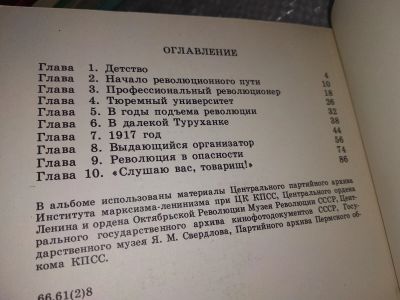 ОГЛАВЛЕНИЕ
Глава 1. Детство 4
Глава 2. Начало революционного пути 10
Глава 3. Профессиональный революционер 18
Глава 4. Тюремный университет 26
Глава 5. В годы подъема революции 32
Глава 6. В далекой Туруханке 38
Глава 7. 1917 год 44
Глава 8. Выдающийся организатор 56
Глава 9. Революция в опасности 74
Глава 10. «Слушаю вас, товарищ!» 86
В альбоме использованы материалы Центрального партийного архива
Института марксизма-ленинизма при ЦК КПСС, Центрального ордена
Ленина и ордена Октябрьской Революции Музея Революции СССР, Цент-
рального государственного архива кинофотодокументов СССР, Госу-
дарственного музея Я. М. Свердлова, Партийного архива Пермского об-
кома КПСС.
66.61(2)8